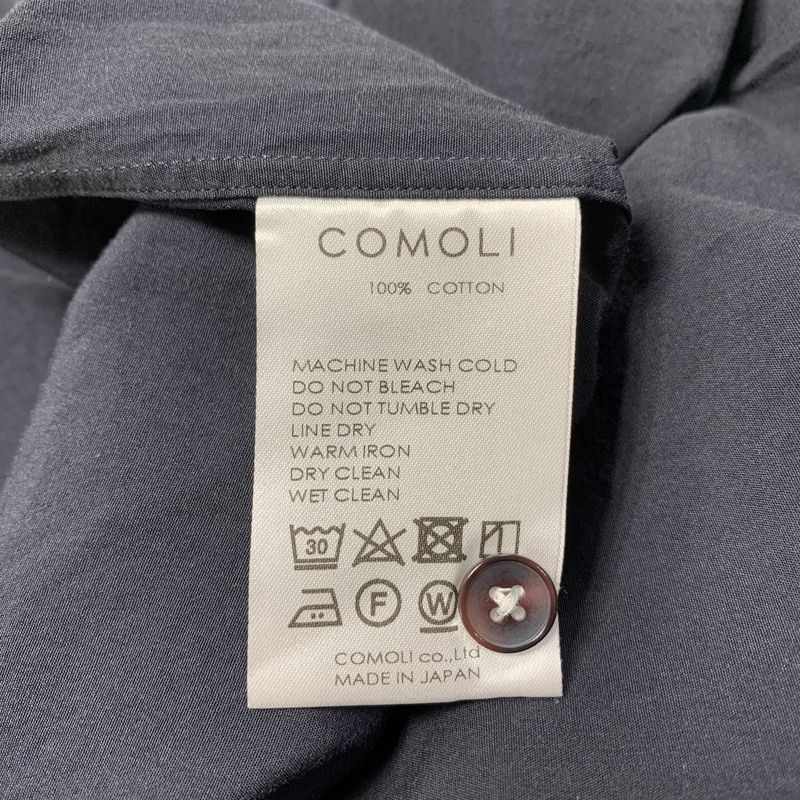 COMOLI
100% COTTON
MACHINE WASH COLD
DO NOT BLEACH
DO NOT TUMBLE DRY
LINE DRY
WARM IRON
DRY CLEAN
WET CLEAN
30
F W
COMOLI co.,Ltd
MADE IN JAPAN